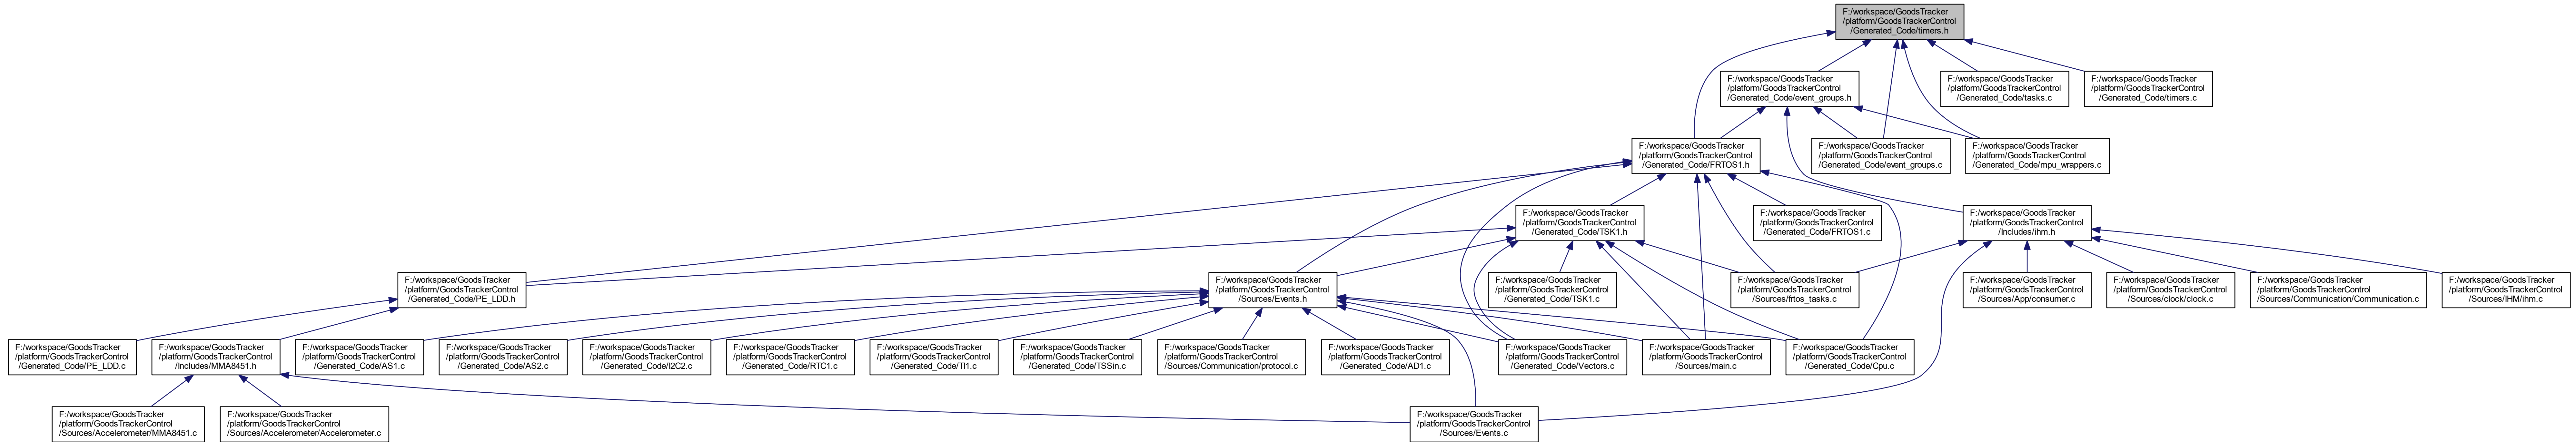 F:/workspace/GoodsTracker
/platform/GoodsTrackerControl
/Generated_Code/timers.h
F:/workspace/GoodsTracker
/platform/GoodsTrackerControl
/Generated_Code/event_groups.h
F:/workspace/GoodsTracker
/platform/GoodsTrackerControl
/Generated_Code/tasks.c
F:/workspace/GoodsTracker
/platform/GoodsTrackerControl
/Generated_Code/timers.c
F:/workspace/GoodsTracker
/platform/GoodsTrackerControl
/Generated_Code/FRTOS1.h
F:/workspace/GoodsTracker
/platform/GoodsTrackerControl
/Generated_Code/event_groups.c
F:/workspace/GoodsTracker
/platform/GoodsTrackerControl
/Generated_Code/mpu_wrappers.c
F:/workspace/GoodsTracker
/platform/GoodsTrackerControl
/Generated_Code/TSK1.h
F:/workspace/GoodsTracker
/platform/GoodsTrackerControl
/Generated_Code/FRTOS1.c
F:/workspace/GoodsTracker
/platform/GoodsTrackerControl
/Includes/ihm.h
F:/workspace/GoodsTracker
/platform/GoodsTrackerControl
/Generated_Code/PE_LDD.h
F:/workspace/GoodsTracker
/platform/GoodsTrackerControl
/Sources/Events.h
F:/workspace/GoodsTracker
/platform/GoodsTrackerControl
/Generated_Code/TSK1.c
F:/workspace/GoodsTracker
/platform/GoodsTrackerControl
/Sources/frtos_tasks.c
F:/workspace/GoodsTracker
/platform/GoodsTrackerControl
/Sources/App/consumer.c
F:/workspace/GoodsTracker
/platform/GoodsTrackerControl
/Sources/clock/clock.c
F:/workspace/GoodsTracker
/platform/GoodsTrackerControl
/Sources/Communication/Communication.c
F:/workspace/GoodsTracker
/platform/GoodsTrackerControl
/Sources/IHM/ihm.c
F:/workspace/GoodsTracker
/platform/GoodsTrackerControl
/Generated_Code/PE_LDD.c
F:/workspace/GoodsTracker
/platform/GoodsTrackerControl
/Includes/MMA8451.h
F:/workspace/GoodsTracker
/platform/GoodsTrackerControl
/Generated_Code/AS1.c
F:/workspace/GoodsTracker
/platform/GoodsTrackerControl
/Generated_Code/AS2.c
F:/workspace/GoodsTracker
/platform/GoodsTrackerControl
/Generated_Code/I2C2.c
F:/workspace/GoodsTracker
/platform/GoodsTrackerControl
/Generated_Code/RTC1.c
F:/workspace/GoodsTracker
/platform/GoodsTrackerControl
/Generated_Code/TI1.c
F:/workspace/GoodsTracker
/platform/GoodsTrackerControl
/Generated_Code/TSSin.c
F:/workspace/GoodsTracker
/platform/GoodsTrackerControl
/Sources/Communication/protocol.c
F:/workspace/GoodsTracker
/platform/GoodsTrackerControl
/Generated_Code/AD1.c
F:/workspace/GoodsTracker
/platform/GoodsTrackerControl
/Generated_Code/Vectors.c
F:/workspace/GoodsTracker
/platform/GoodsTrackerControl
/Sources/main.c
F:/workspace/GoodsTracker
/platform/GoodsTrackerControl
/Generated_Code/Cpu.c
F:/workspace/GoodsTracker
/platform/GoodsTrackerControl
/Sources/Accelerometer/MMA8451.c
F:/workspace/GoodsTracker
/platform/GoodsTrackerControl
/Sources/Accelerometer/Accelerometer.c
F:/workspace/GoodsTracker
/platform/GoodsTrackerControl
/Sources/Events.c